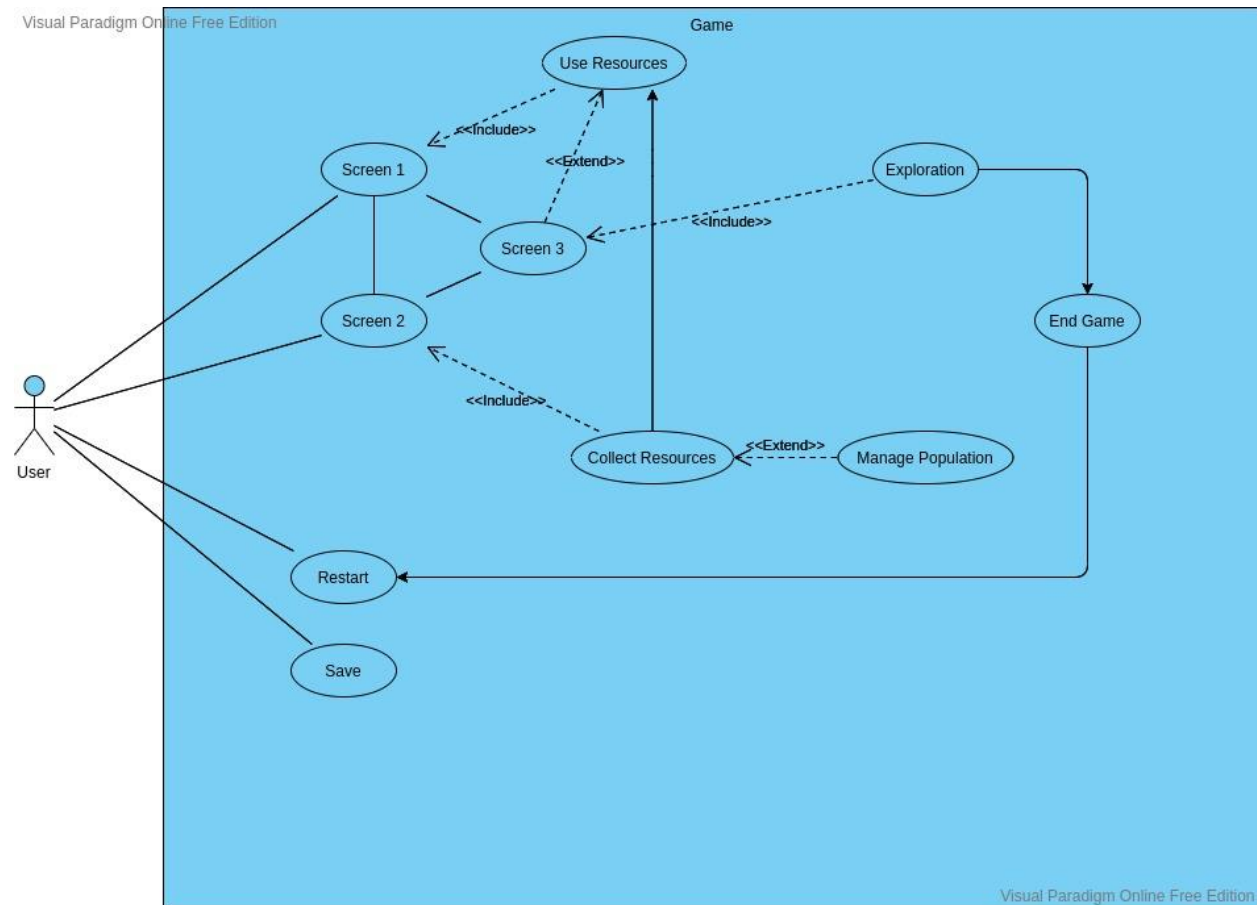 Visual Paradigm Online Free Edition
Game
Use Resources
<<Include>>
<<Extend>>
Screen 1
Exploration
<<Include>>
Screen 3
Screen 2
End Game
<<Include>>
<<Extend>>
Collect Resources
Manage Population
User
Restart
Save
Visual Paradigm Online Free Edition